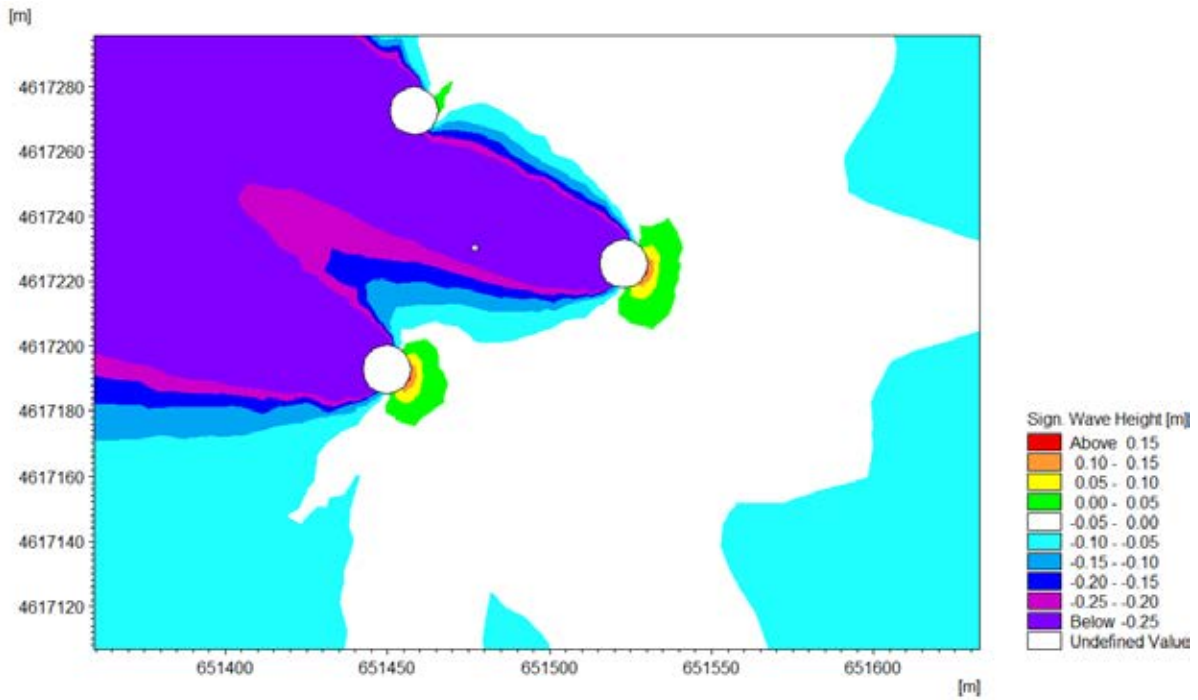 [m]
4617280
4617260
4617240
4617220
4617200
4617180
4617160
4617140
4617120
651400 651450 651500 651550 651600
[m]
Sign. Wave Height [m]
Above 0.15
0.10 - 0.15
0.05 - 0.10
0.00 - 0.05
-0.05 - 0.00
-0.10 - -0.05
-0.15 - -0.10
-0.20 - -0.15
-0.25 - -0.20
Below -0.25
Undefined Value